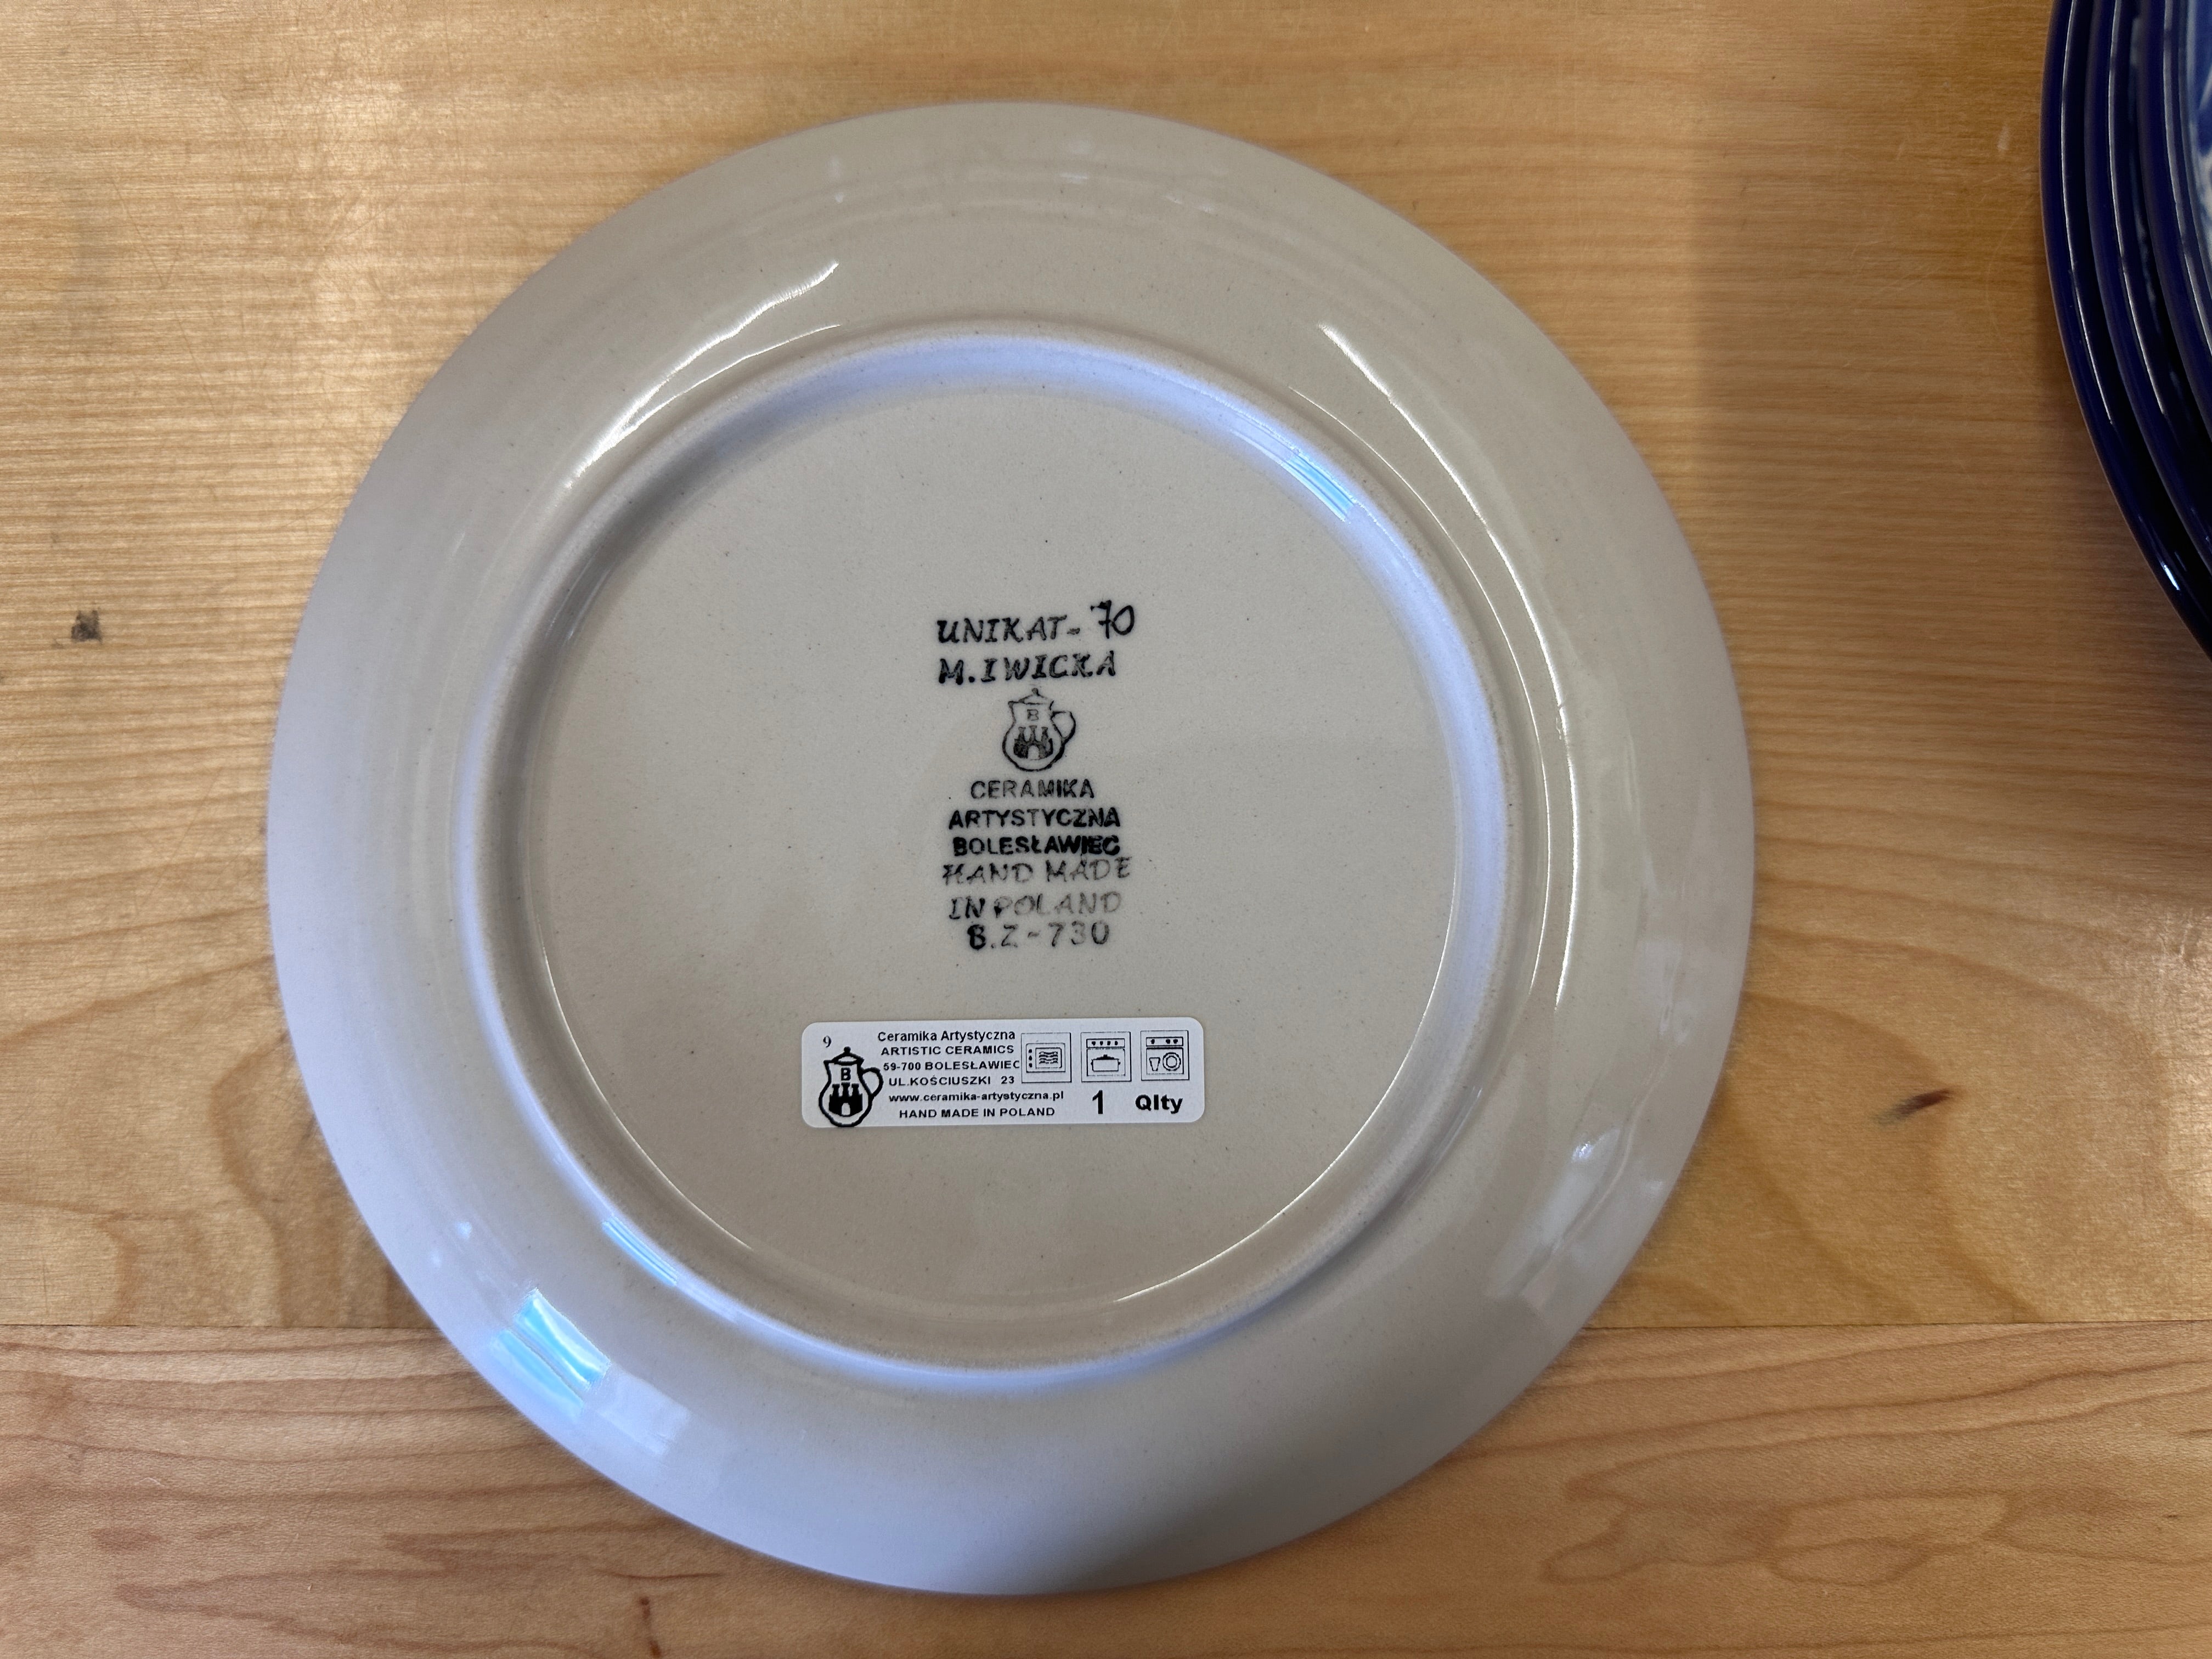 UNIKAT-70
M.IWICKA
B
CERAMIKA
ARTYSTYCZNA
BOLESŁAWIEC
HAND MADE
IN POLAND
B.Z-730
9
B
Ceramika Artystyczna
ARTISTIC CERAMICS
59-700 BOLESŁAWIEC
UL.KOŚCIUSZKI 23
www.ceramika-artystyczna.pl
HAND MADE IN POLAND
1 Qlty